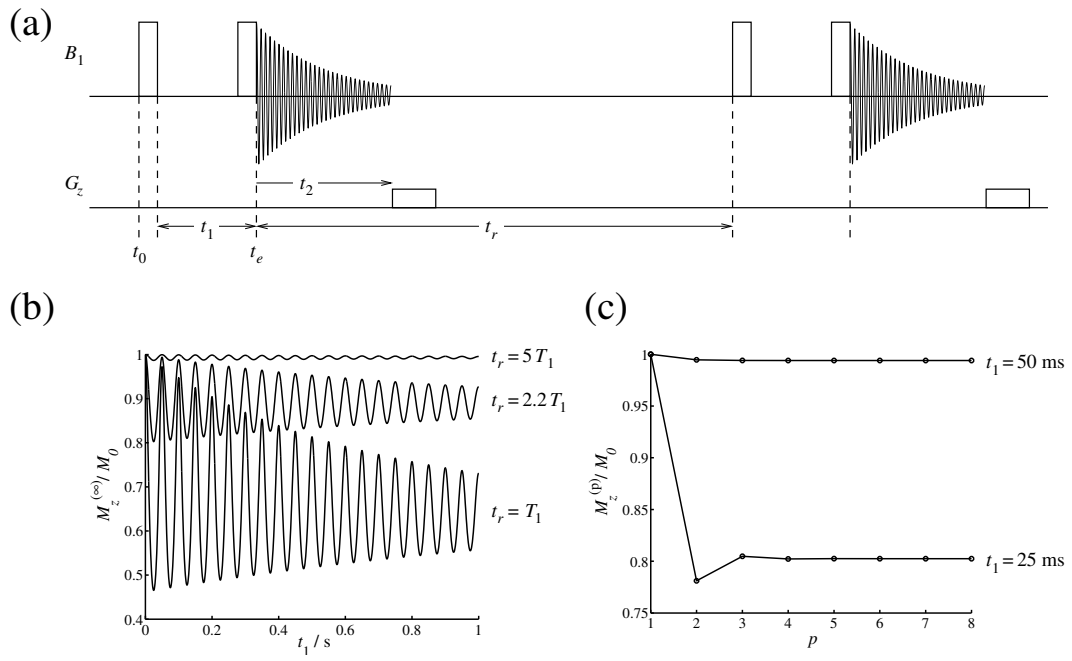 (a)
B1
t2
Gz
t1
tr
t0
te
(b)
1
0.9
0.8
0.7
0.6
0.5
0.4
0
0.2
0.4
0.6
0.8
1
Mz(∞)/M0
t1 / s
tr = 5 T1
tr = 2.2 T1
tr = T1
(c)
1
0.95
0.9
0.85
0.8
0.75
1
2
3
4
5
6
7
8
Mz(p)/M0
p
t1 = 50 ms
t1 = 25 ms